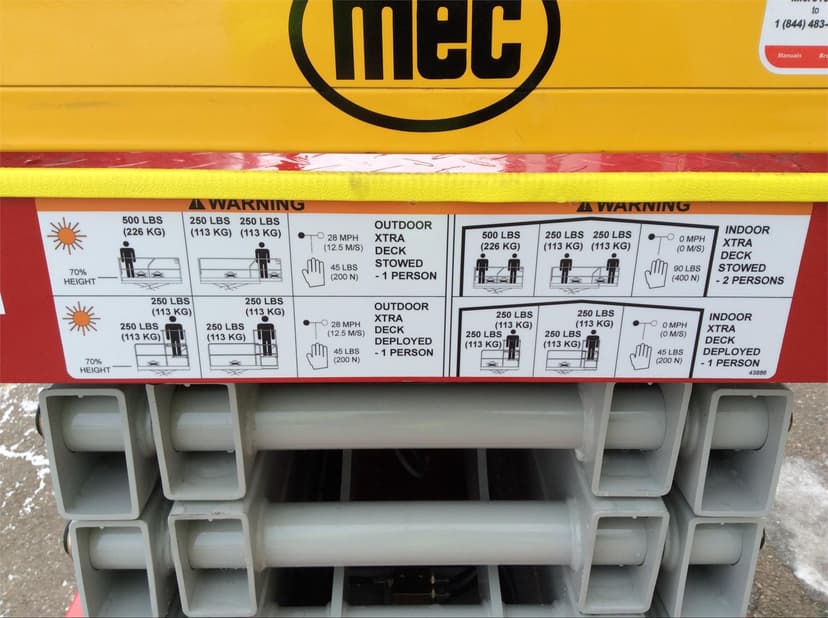 mec
to
1 (844) 483-
Manuals
WARNING
500 LBS
(226 KG)
250 LBS 250 LBS
(113 KG) (113 KG)
28 MPH
(12.5 M/S)
45 LBS
(200 N)
70%
HEIGHT
OUTDOOR
XTRA
DECK
STOWED
- 1 PERSON
250 LBS
(113 KG)
250 LBS
(113 KG)
250 LBS
(113 KG)
250 LBS
(113 KG)
28 MPH
(12.5 M/S)
45 LBS
(200 N)
70%
HEIGHT
OUTDOOR
XTRA
DECK
DEPLOYED
- 1 PERSON
WARNING
500 LBS
(226 KG)
250 LBS 250 LBS
(113 KG) (113 KG)
0 MPH
(0 M/S)
90 LBS
(400 N)
INDOOR
XTRA
DECK
STOWED
- 2 PERSONS
250 LBS
(113 KG)
250 LBS
(113 KG)
250 LBS
(113 KG)
250 LBS
(113 KG)
0 MPH
(0 M/S)
45 LBS
(200 N)
INDOOR
XTRA
DECK
DEPLOYED
- 1 PERSON
43886